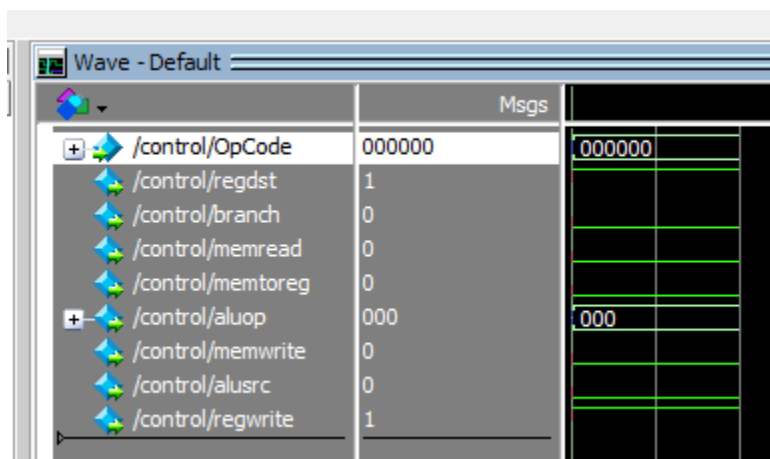 Wave - Default
Msgs
/control/OpCode 000000 000000
/control/regdst 1
/control/branch 0
/control/memread 0
/control/memtoreg 0
/control/aluop 000 000
/control/memwrite 0
/control/alusrc 0
/control/regwrite 1